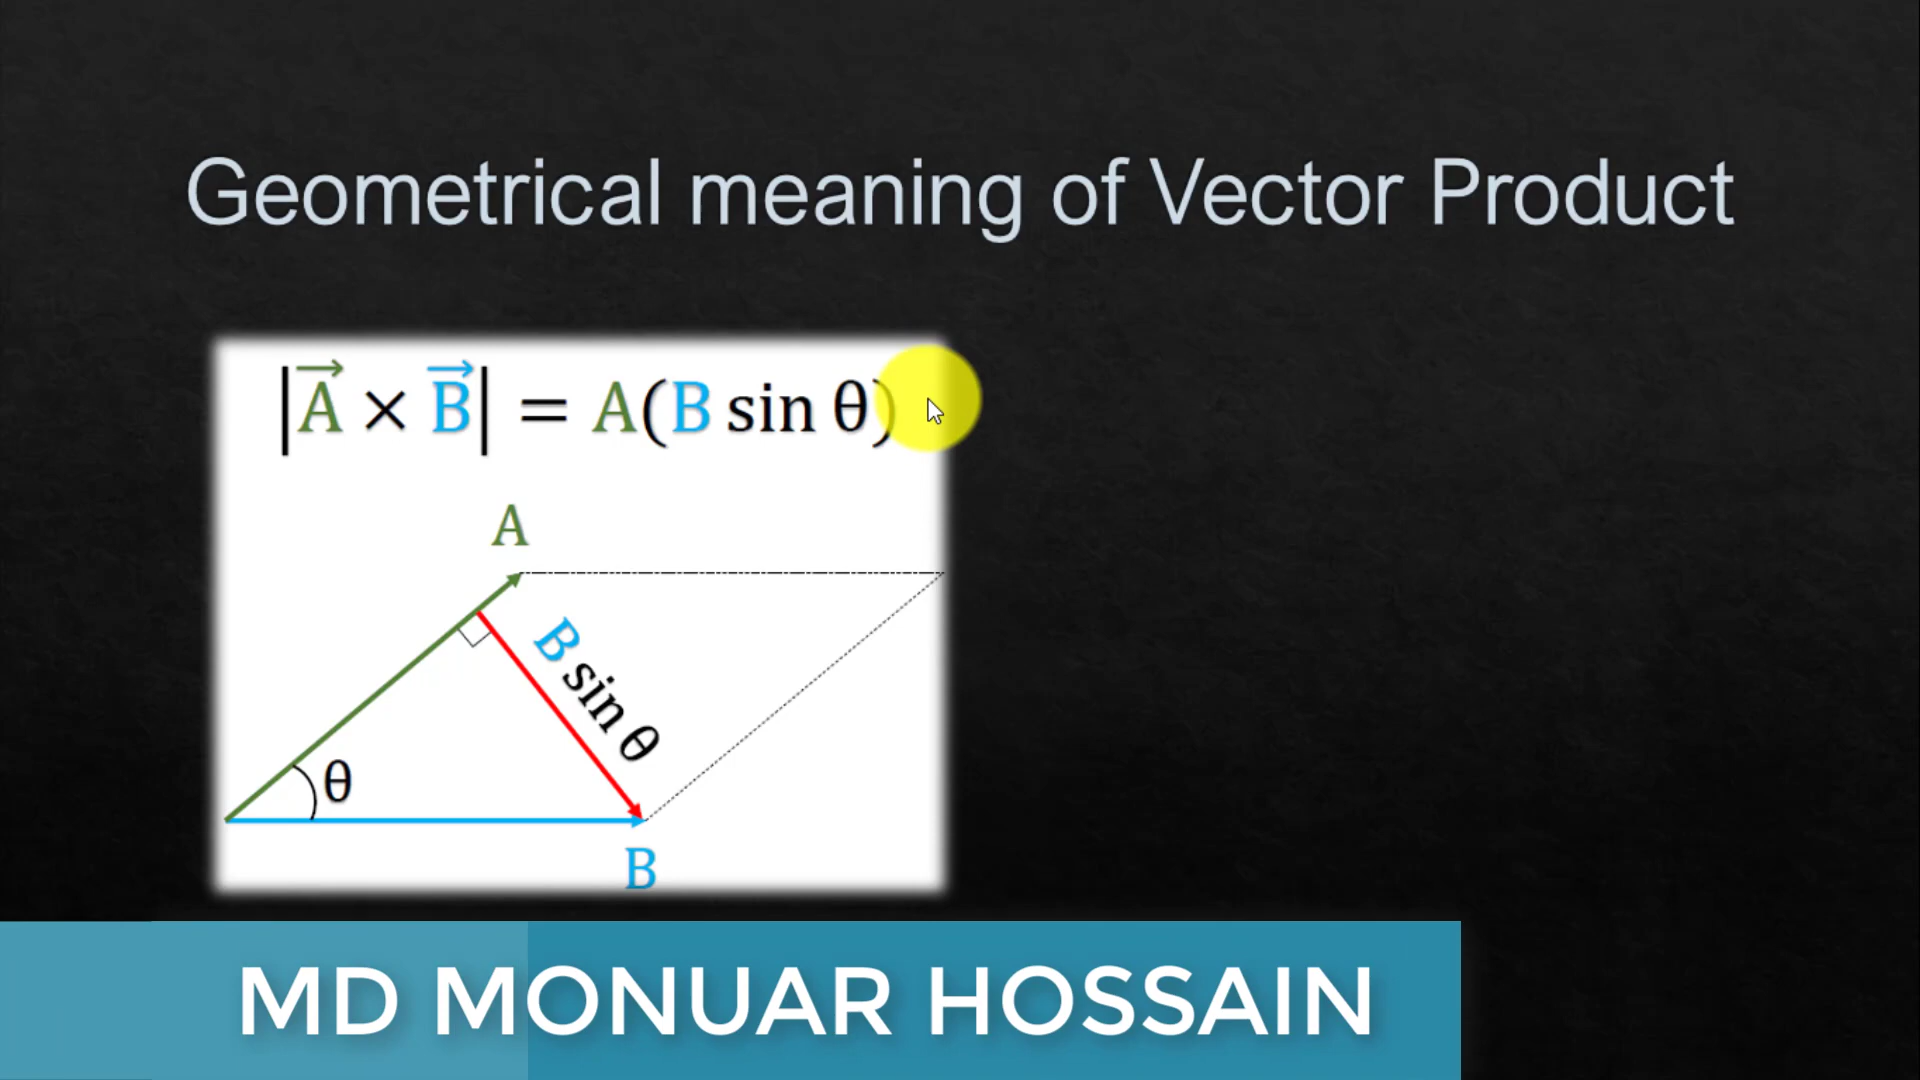 Geometrical meaning of Vector Product
|A⃗ × B⃗| = A(B sin θ)
A
B sin θ
θ
B
MD MONUAR HOSSAIN